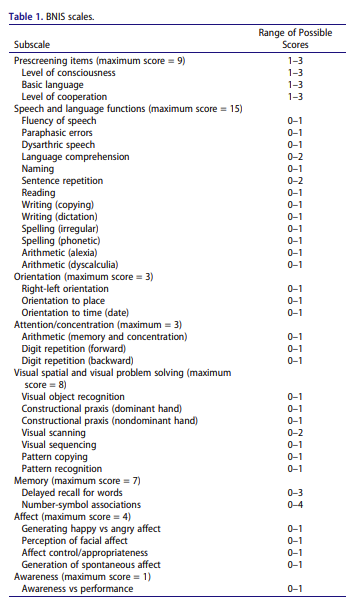 Table 1. BNIS scales.
Range of Possible
Subscale Scores
Prescreening items (maximum score = 9) 1–3
Level of consciousness 1–3
Basic language 1–3
Level of cooperation 1–3
Speech and language functions (maximum score = 15)
Fluency of speech 0–1
Paraphasic errors 0–1
Dysarthric speech 0–1
Language comprehension 0–2
Naming 0–1
Sentence repetition 0–2
Reading 0–1
Writing (copying) 0–1
Writing (dictation) 0–1
Spelling (irregular) 0–1
Spelling (phonetic) 0–1
Arithmetic (alexia) 0–1
Arithmetic (dyscalculia) 0–1
Orientation (maximum score = 3)
Right-left orientation 0–1
Orientation to place 0–1
Orientation to time (date) 0–1
Attention/concentration (maximum = 3)
Arithmetic (memory and concentration) 0–1
Digit repetition (forward) 0–1
Digit repetition (backward) 0–1
Visual spatial and visual problem solving (maximum
score = 8)
Visual object recognition 0–1
Constructional praxis (dominant hand) 0–1
Constructional praxis (nondominant hand) 0–1
Visual scanning 0–2
Visual sequencing 0–1
Pattern copying 0–1
Pattern recognition 0–1
Memory (maximum score = 7)
Delayed recall for words 0–3
Number-symbol associations 0–4
Affect (maximum score = 4)
Generating happy vs angry affect 0–1
Perception of facial affect 0–1
Affect control/appropriateness 0–1
Generation of spontaneous affect 0–1
Awareness (maximum score = 1)
Awareness vs performance 0–1